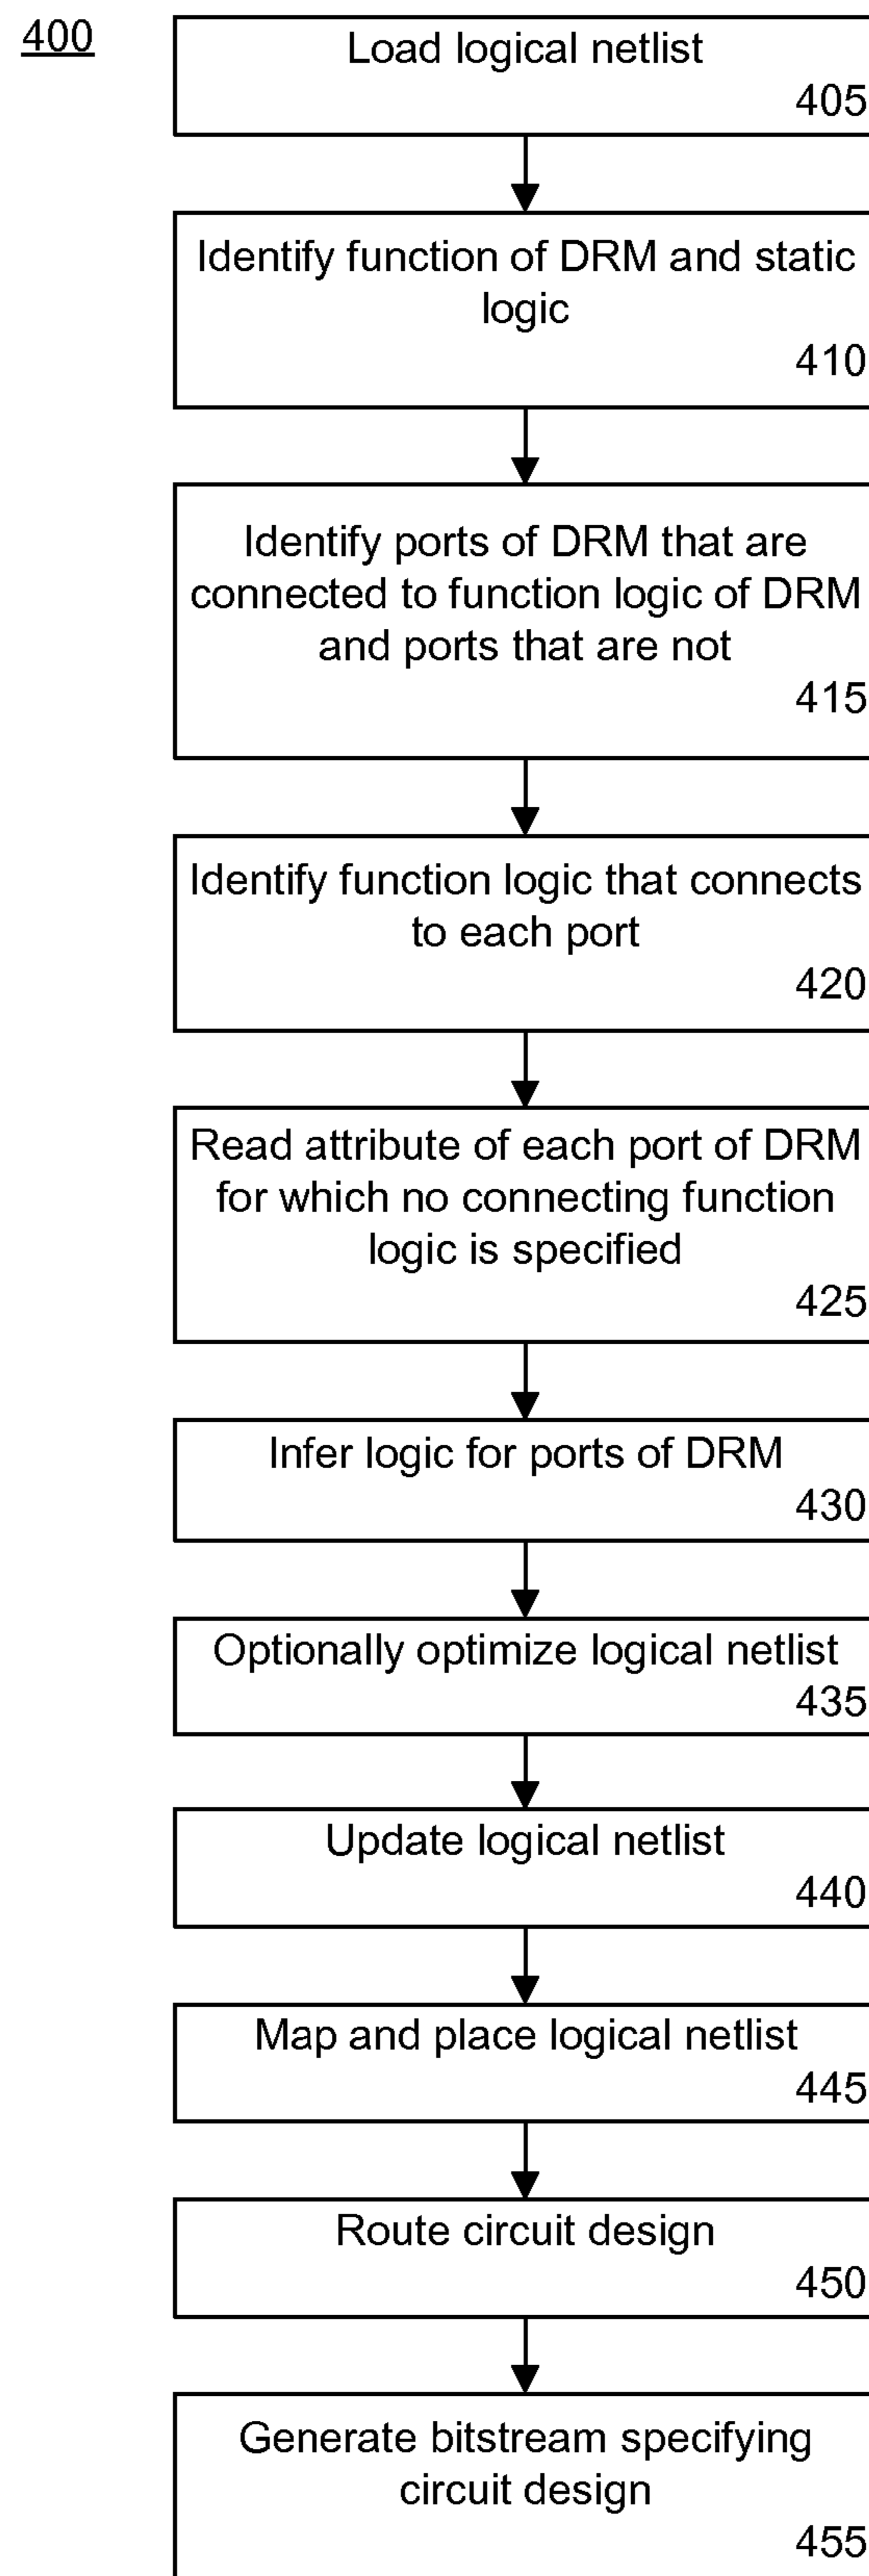 400
Load logical netlist
405
Identify function of DRM and static
logic
410
Identify ports of DRM that are
connected to function logic of DRM
and ports that are not
415
Identify function logic that connects
to each port
420
Read attribute of each port of DRM
for which no connecting function
logic is specified
425
Infer logic for ports of DRM
430
Optionally optimize logical netlist
435
Update logical netlist
440
Map and place logical netlist
445
Route circuit design
450
Generate bitstream specifying
circuit design
455